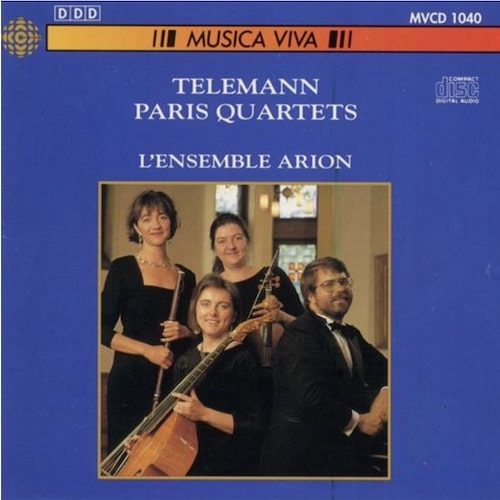 DDD
MUSICA VIVA
MVCD 1040
TELEMANN
PARIS QUARTETS
COMPACT
disc
DIGITAL AUDIO
L'ENSEMBLE ARION